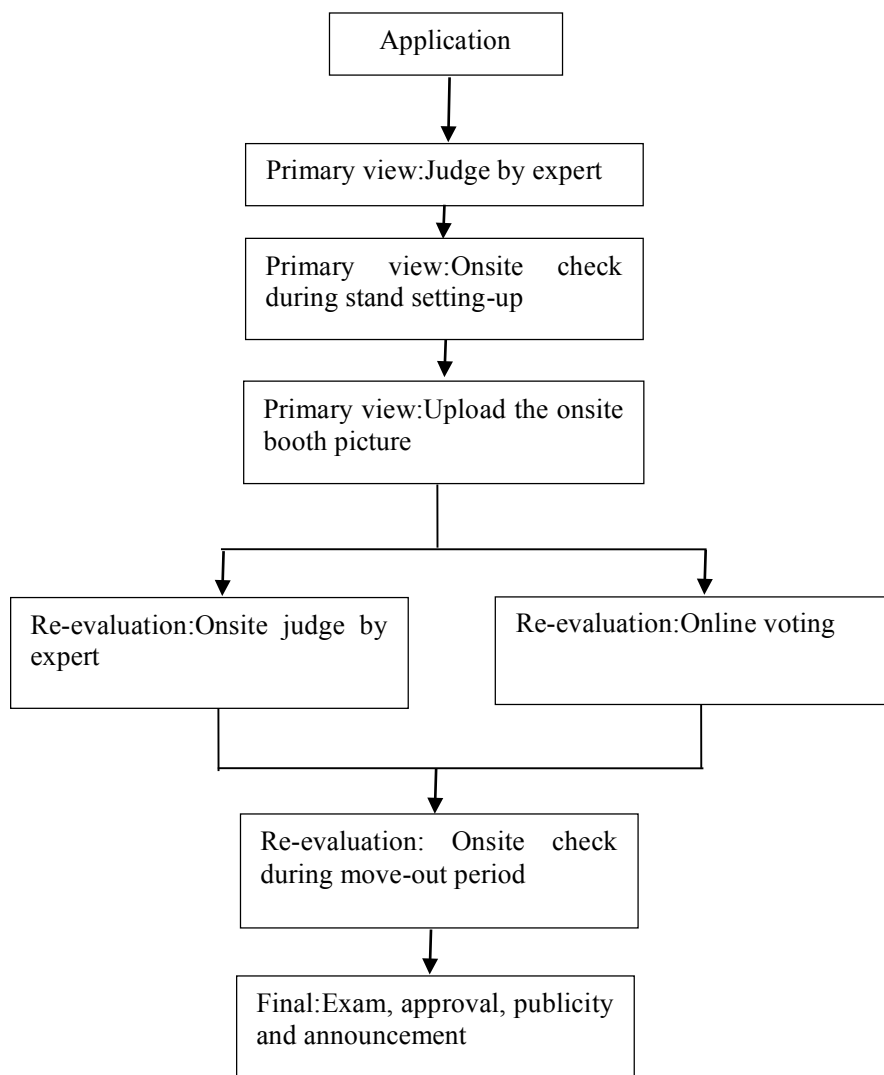 Application
Primary view:Judge by expert
Primary view:Onsite check
during stand setting-up
Primary view:Upload the onsite
booth picture
Re-evaluation:Onsite judge by
expert
Re-evaluation:Online voting
Re-evaluation: Onsite check
during move-out period
Final:Exam, approval, publicity
and announcement